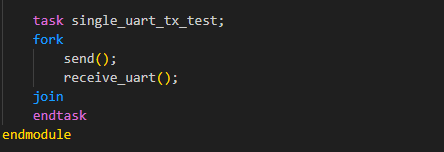 task single_uart_tx_test;
fork
send();
receive_uart();
join
endtask
endmodule